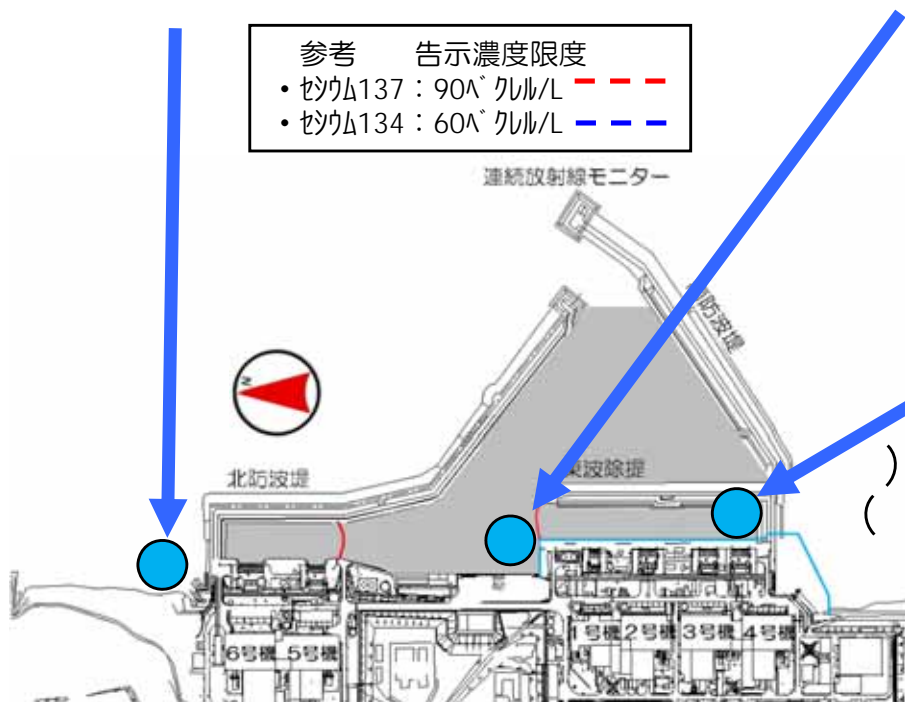 参考 告示濃度限度
・ｾｼｳﾑ137：90ﾍﾞｸﾚﾙ/L
・ｾｼｳﾑ134：60ﾍﾞｸﾚﾙ/L
連続放射線モニター
防波堤
N
北防波堤
東波除堤
)
(
6号機 5号機
1号機 2号機 3号機 4号機